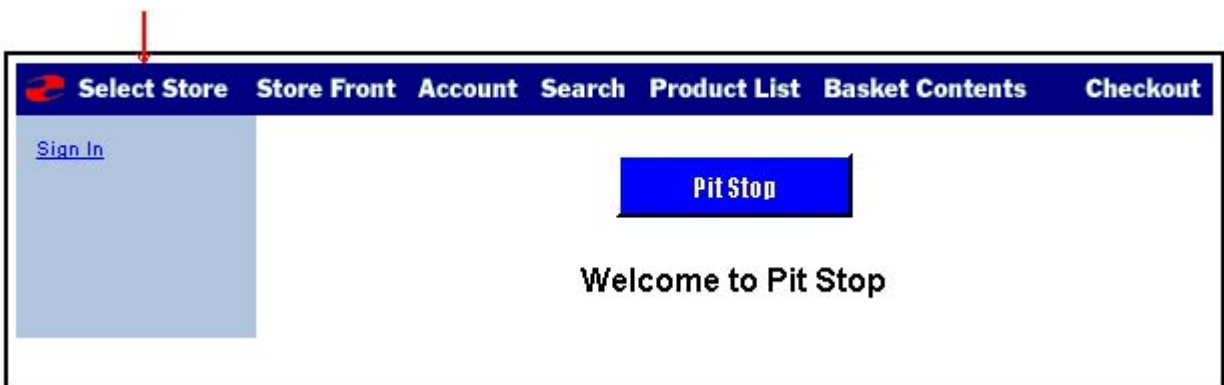 Select Store Store Front Account Search Product List Basket Contents Checkout
Sign In
Pit Stop
Welcome to Pit Stop